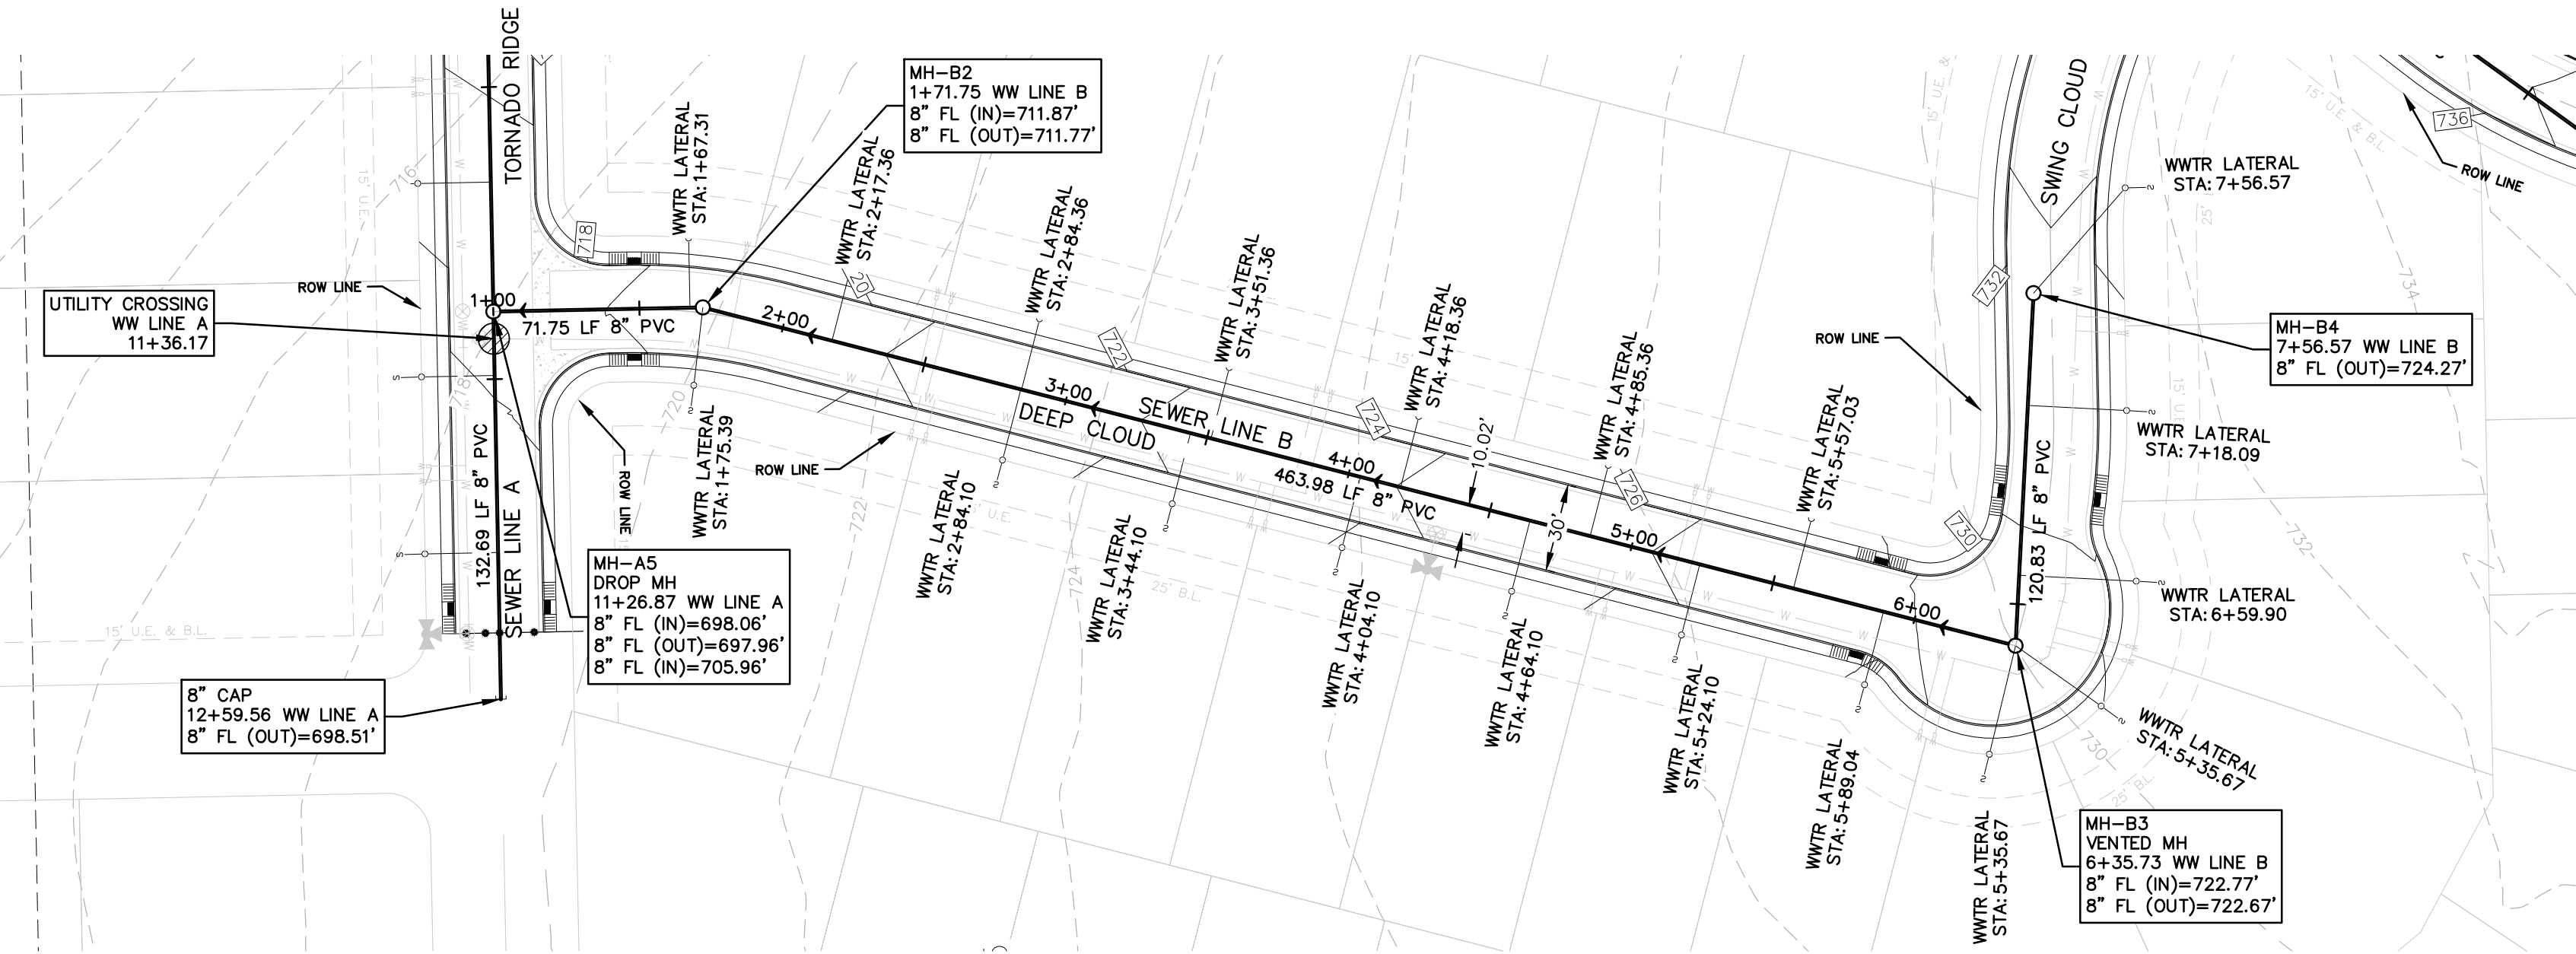 TORNADO RIDGE
MH-B2
1+71.75 WW LINE B
8" FL (IN)=711.87'
8" FL (OUT)=711.77'
WWTR LATERAL
STA: 1+67.31
WWTR LATERAL
STA: 2+17.36
WWTR LATERAL
STA: 2+84.36
WWTR LATERAL
STA: 3+51.36
WWTR LATERAL
STA: 4+18.36
WWTR LATERAL
STA: 4+85.36
WWTR LATERAL
STA: 5+57.03
SWING CLOUD
15' U.E. &
15' U.E. & B.L.
736
ROW LINE
WWTR LATERAL
STA: 7+56.57
25'
734
732
716
15' U.E.
718
20
722
724
726
730
ROW LINE
UTILITY CROSSING
WW LINE A
11+36.17
1+00
71.75 LF 8" PVC
2+00
3+00
SEWER LINE B
DEEP CLOUD
4+00
463.98 LF 8" PVC
10.02'
30'
5+00
6+00
15'
ROW LINE
MH-B4
7+56.57 WW LINE B
8" FL (OUT)=724.27'
WWTR LATERAL
STA: 7+18.09
15' U.E.
120.83 LF 8" PVC
WWTR LATERAL
STA: 6+59.90
732
718
720
722
724
ROW LINE
ROW LINE
132.69 LF 8" PVC
SEWER LINE A
WWTR LATERAL
STA: 1+75.39
WWTR LATERAL
STA: 2+84.10
WWTR LATERAL
STA: 3+44.10
WWTR LATERAL
STA: 4+04.10
WWTR LATERAL
STA: 4+64.10
WWTR LATERAL
STA: 5+24.10
WWTR LATERAL
STA: 5+89.04
WWTR LATERAL
STA: 5+35.67
WWTR LATERAL
STA: 5+35.67
U.E.
25' B.L.
15' U.E. & B.L.
MH-A5
DROP MH
11+26.87 WW LINE A
8" FL (IN)=698.06'
8" FL (OUT)=697.96'
8" FL (IN)=705.96'
8" CAP
12+59.56 WW LINE A
8" FL (OUT)=698.51'
730
25' B.L.
MH-B3
VENTED MH
6+35.73 WW LINE B
8" FL (IN)=722.77'
8" FL (OUT)=722.67'